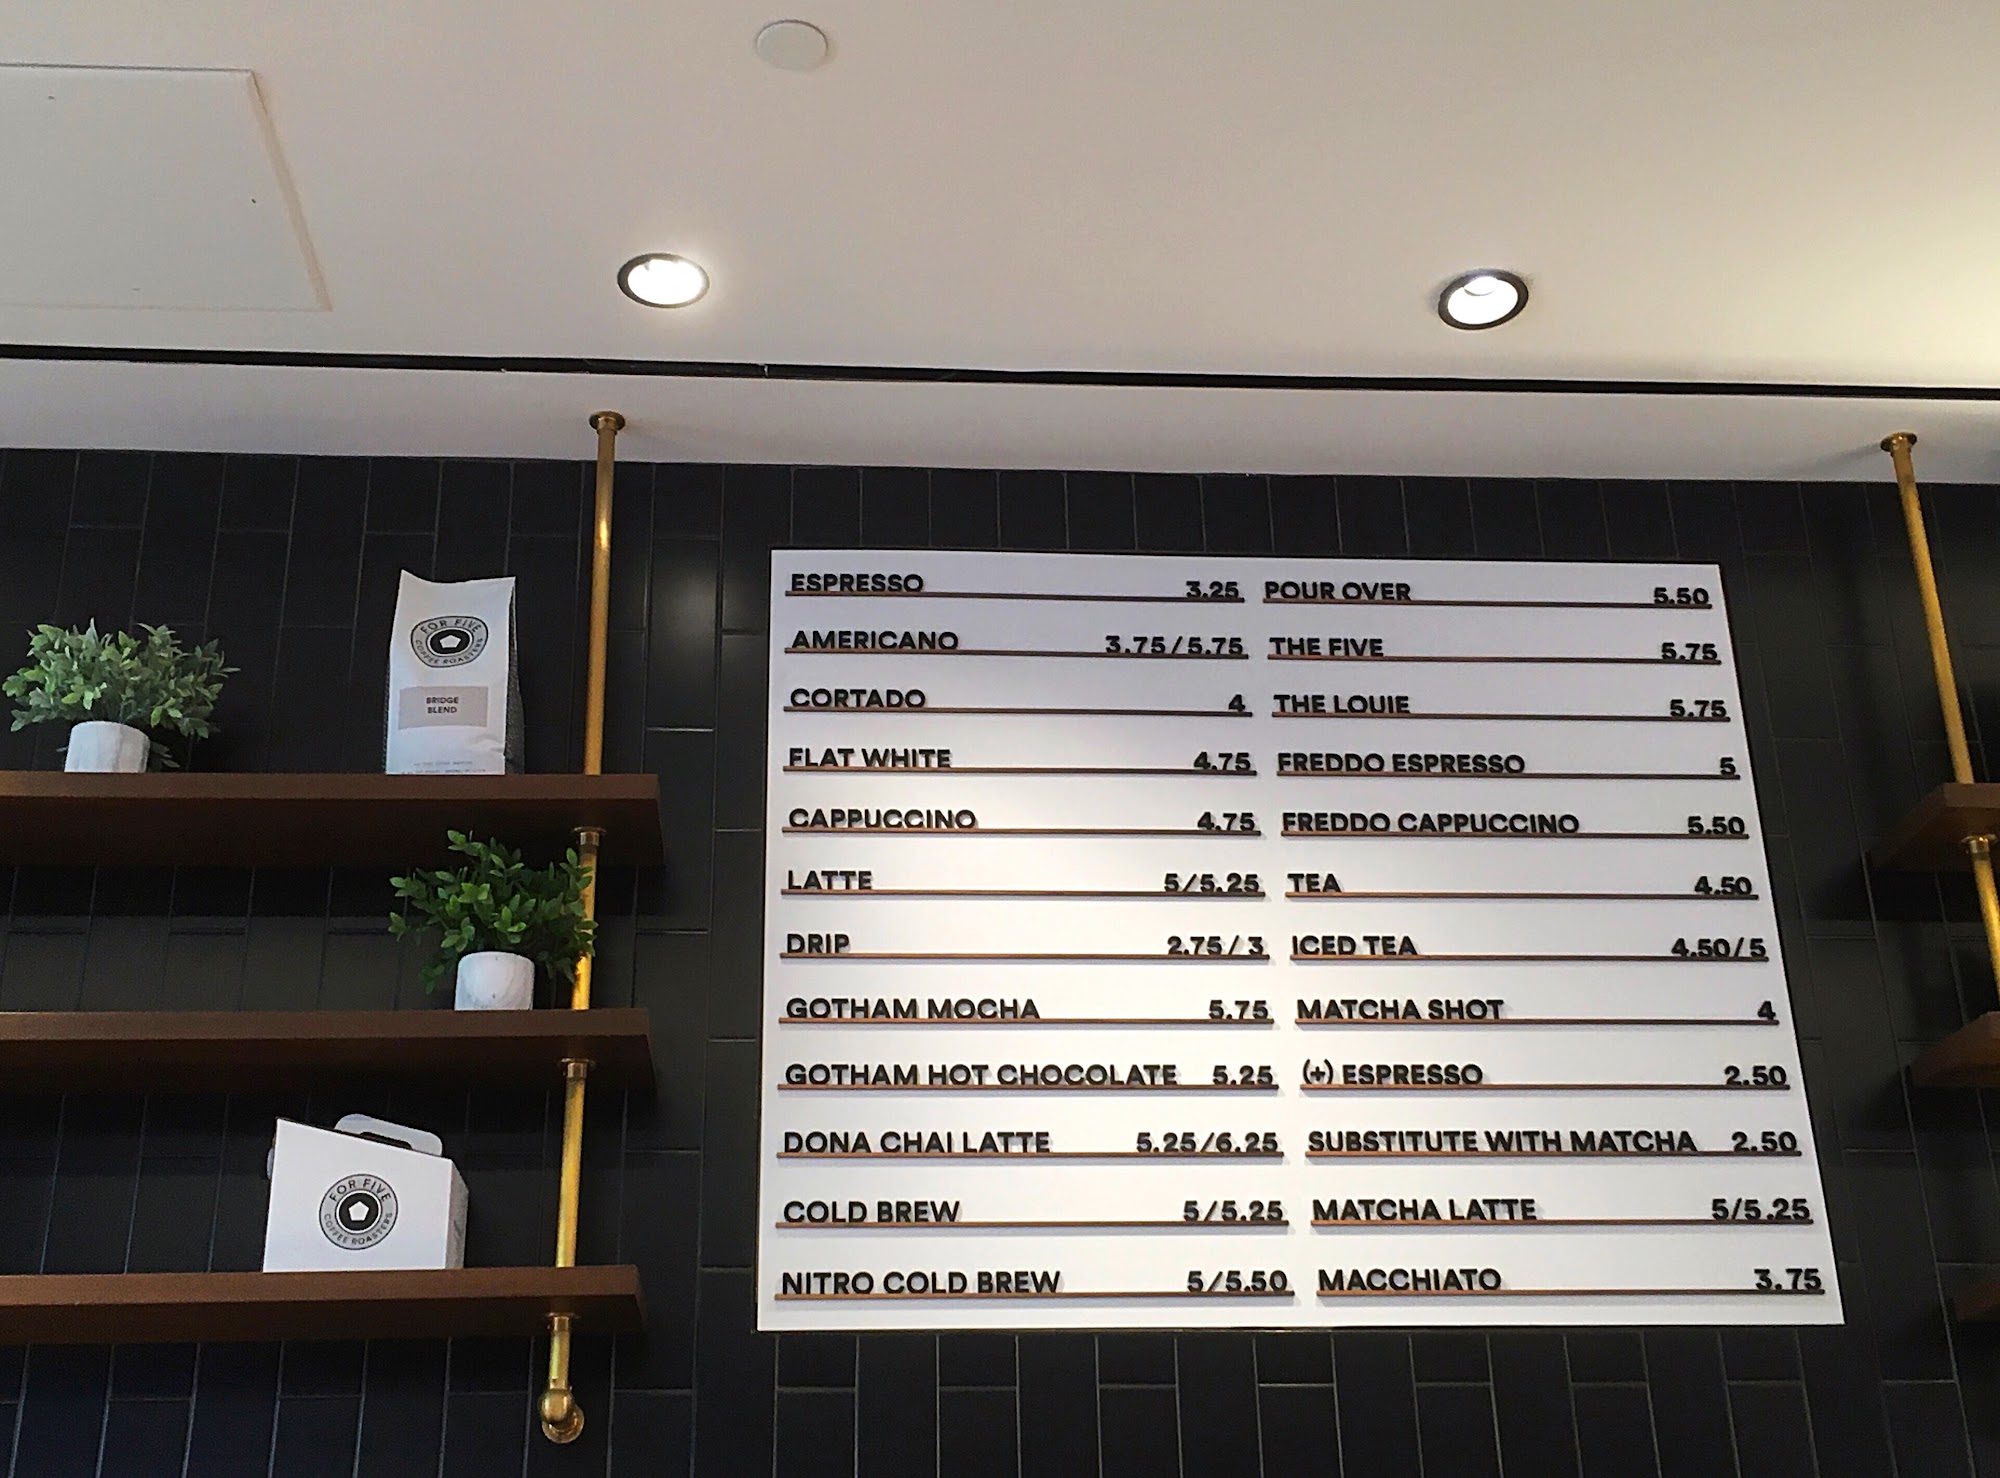 FOR FIVE
COFFEE ROASTERS
BRIDGE
BLEND
FOR FIVE
COFFEE ROASTERS
ESPRESSO 3.25
AMERICANO 3.75/5.75
CORTADO 4
FLAT WHITE 4.75
CAPPUCCINO 4.75
LATTE 5/5.25
DRIP 2.75/3
GOTHAM MOCHA 5.75
GOTHAM HOT CHOCOLATE 5.25
DONA CHAI LATTE 5.25/6.25
COLD BREW 5/5.25
NITRO COLD BREW 5/5.50
POUR OVER 5.50
THE FIVE 5.75
THE LOUIE 5.75
FREDDO ESPRESSO 5
FREDDO CAPPUCCINO 5.50
TEA 4.50
ICED TEA 4.50/5
MATCHA SHOT 4
(+) ESPRESSO 2.50
SUBSTITUTE WITH MATCHA 2.50
MATCHA LATTE 5/5.25
MACCHIATO 3.75